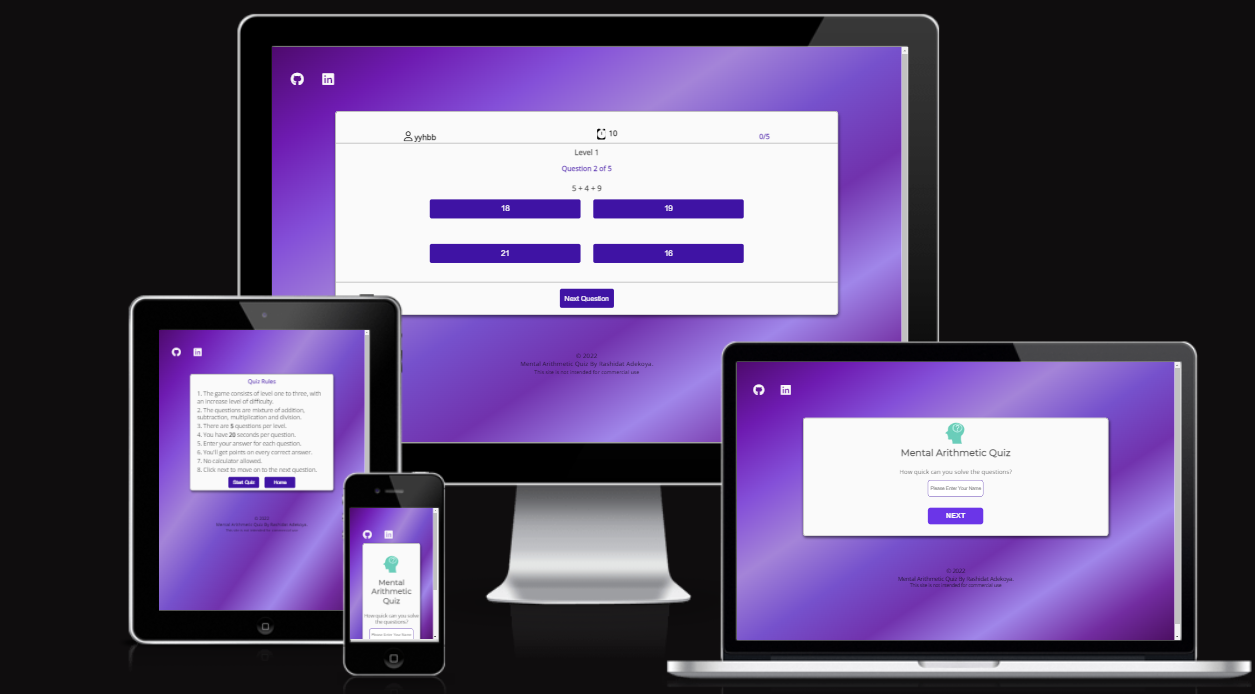 yyhbb
10
0/5
Level 1
Question 2 of 5
5 + 4 + 9
18
19
21
16
Next Question
© 2022
Mental Arithmetic Quiz By Rashidat Adekoya.
This site is not intended for commercial use
Quiz Rules
1. The game consists of level one to three, with
an increase level of difficulty.
2. The questions are mixture of addition,
subtraction, multiplication and division.
3. There are 5 questions per level.
4. You have 20 seconds per question.
5. Enter your answer for each question.
6. You'll get points on every correct answer.
7. No calculator allowed.
8. Click next to move on to the next question.
Start Quiz
Home
© 2022
Mental Arithmetic Quiz By Rashidat Adekoya.
This site is not intended for commercial use
Mental
Arithmetic
Quiz
How quick can you solve
the questions?
Please Enter Your Name
Mental Arithmetic Quiz
How quick can you solve the questions?
Please Enter Your Name
NEXT
© 2022
Mental Arithmetic Quiz By Rashidat Adekoya.
This site is not intended for commercial use